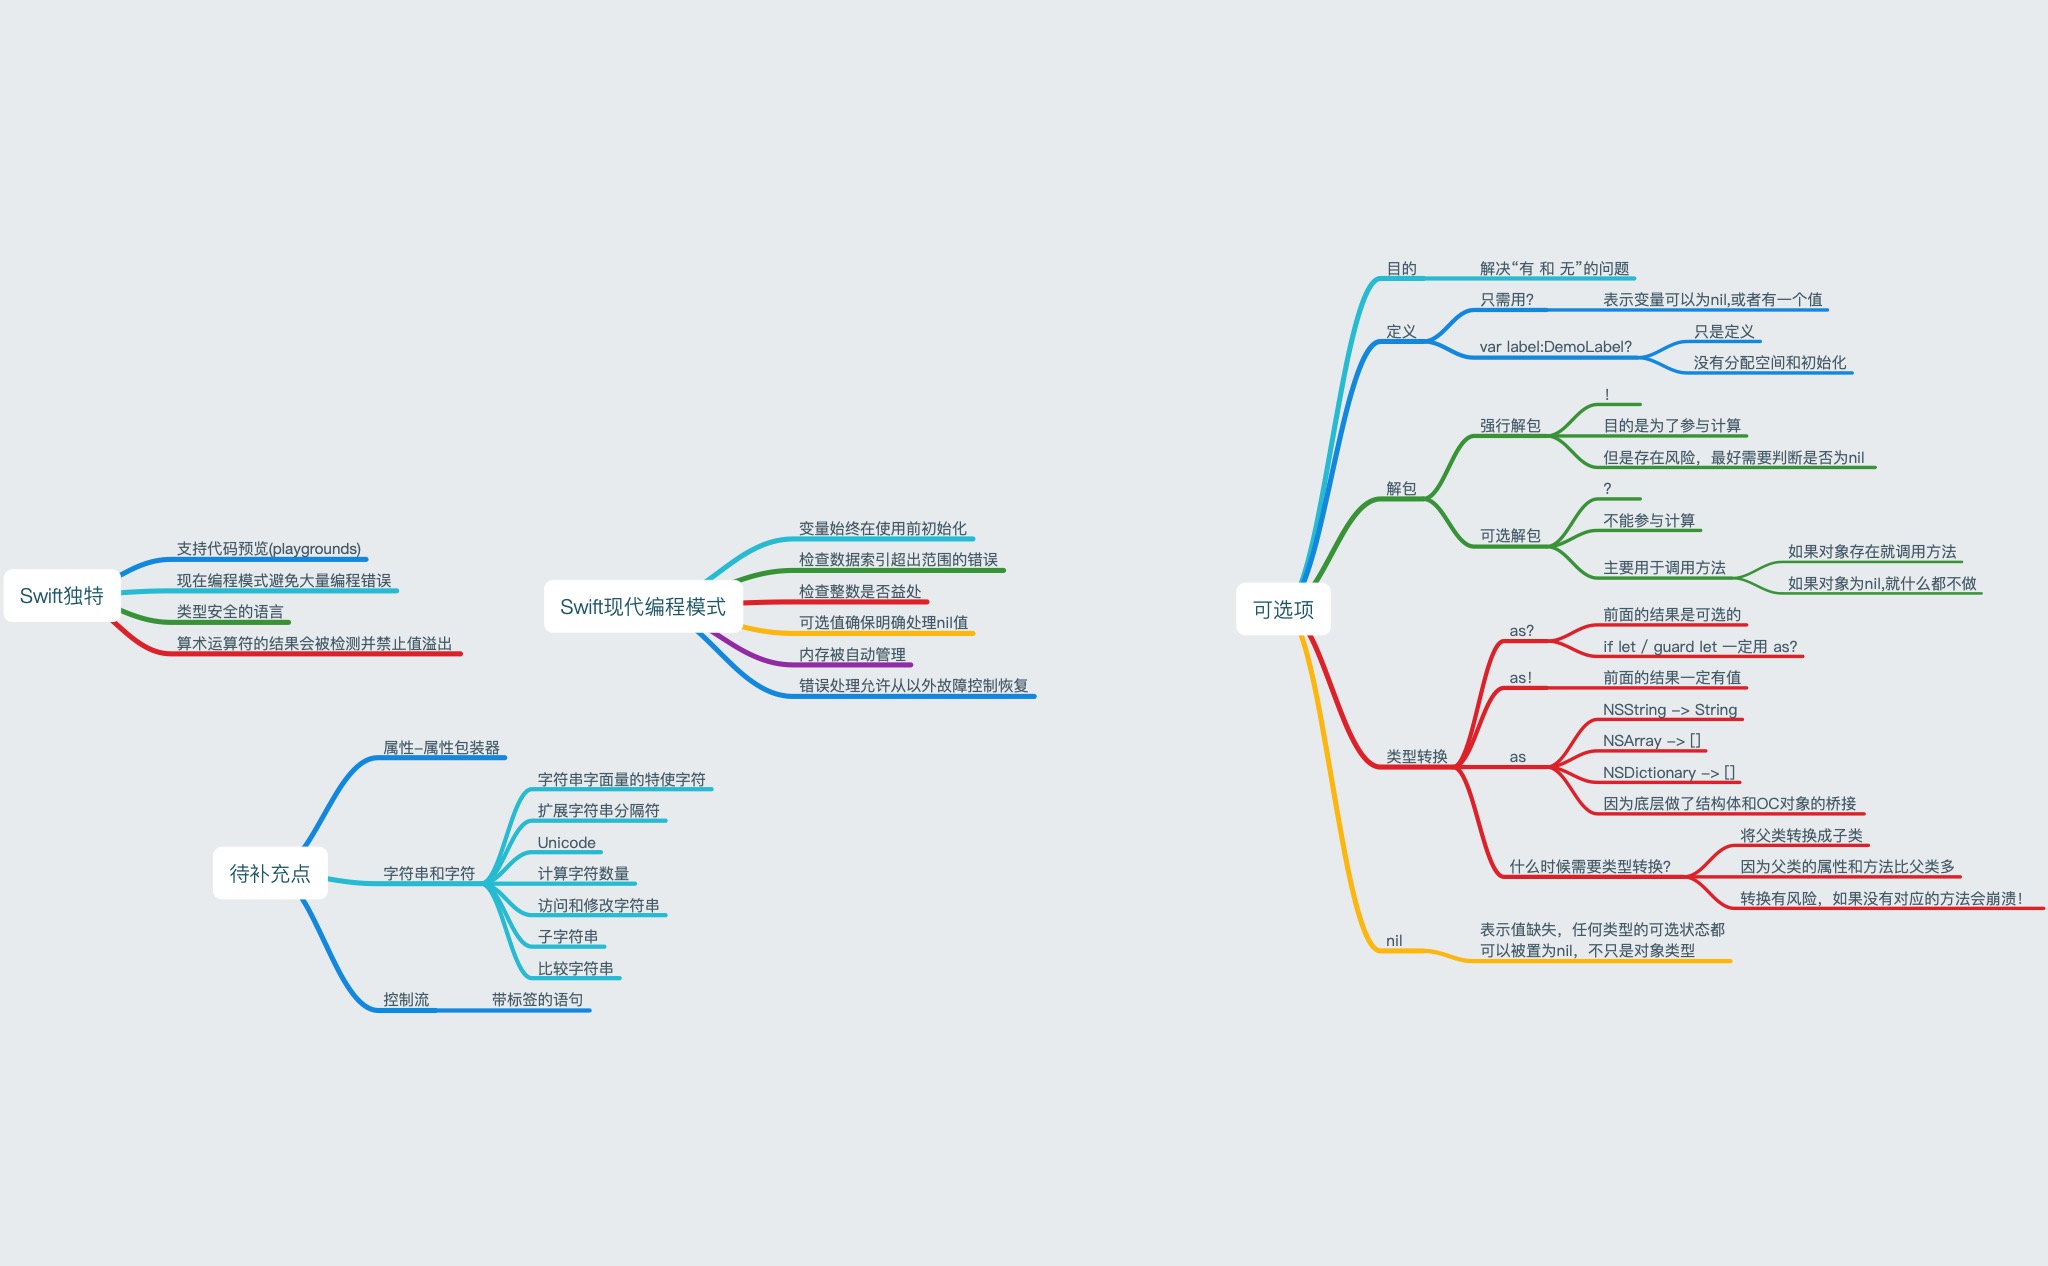 Swift独特
支持代码预览(playgrounds)
现在编程模式避免大量编程错误
类型安全的语言
算术运算符的结果会被检测并禁止值溢出
Swift现代编程模式
变量始终在使用前初始化
检查数据索引超出范围的错误
检查整数是否益处
可选值确保明确处理nil值
内存被自动管理
错误处理允许从以外故障控制恢复
待补充点
属性-属性包装器
字符串和字符
字符串字面量的特使字符
扩展字符串分隔符
Unicode
计算字符数量
访问和修改字符串
子字符串
比较字符串
控制流
带标签的语句
可选项
目的
解决“有 和 无”的问题
定义
只需用?
表示变量可以为nil,或者有一个值
var label:DemoLabel?
只是定义
没有分配空间和初始化
解包
强行解包
!
目的是为了参与计算
但是存在风险，最好需要判断是否为nil
可选解包
?
不能参与计算
主要用于调用方法
如果对象存在就调用方法
如果对象为nil,就什么都不做
类型转换
as?
前面的结果是可选的
if let / guard let 一定用 as?
as!
前面的结果一定有值
as
NSString -> String
NSArray -> []
NSDictionary -> []
因为底层做了结构体和OC对象的桥接
什么时候需要类型转换?
将父类转换成子类
因为父类的属性和方法比父类多
转换有风险，如果没有对应的方法会崩溃!
nil
表示值缺失，任何类型的可选状态都
可以被置为nil，不只是对象类型